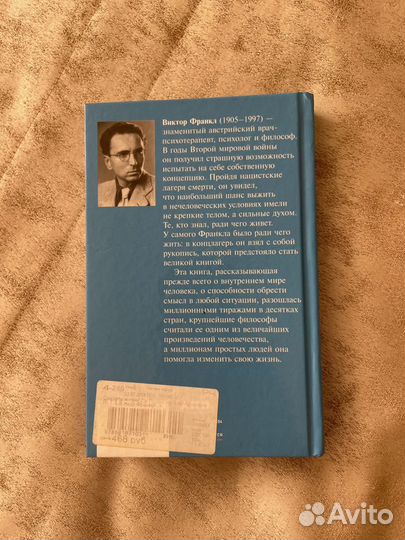 Виктор Франкл (1905–1997) —
знаменитый австрийский врач-
психотерапевт, психолог и философ.
В годы Второй мировой войны
он получил страшную возможность
испытать на себе собственную
концепцию. Пройдя нацистские
лагеря смерти, он увидел,
что наибольший шанс выжить
в нечеловеческих условиях имели
не крепкие телом, а сильные духом.
Те, кто знал, ради чего живет.
У самого Франкла было ради чего
жить: в концлагерь он взял с собой
рукопись, которой предстояло стать
великой книгой.
Эта книга, рассказывающая
прежде всего о внутреннем мире
человека, о способности обрести
смысл в любой ситуации, разошлась
миллионными тиражами в десятках
стран, крупнейшие философы
считали ее одним из величайших
произведений человечества,
а миллионам простых людей она
помогла изменить свою жизнь.
468 руб
Avito